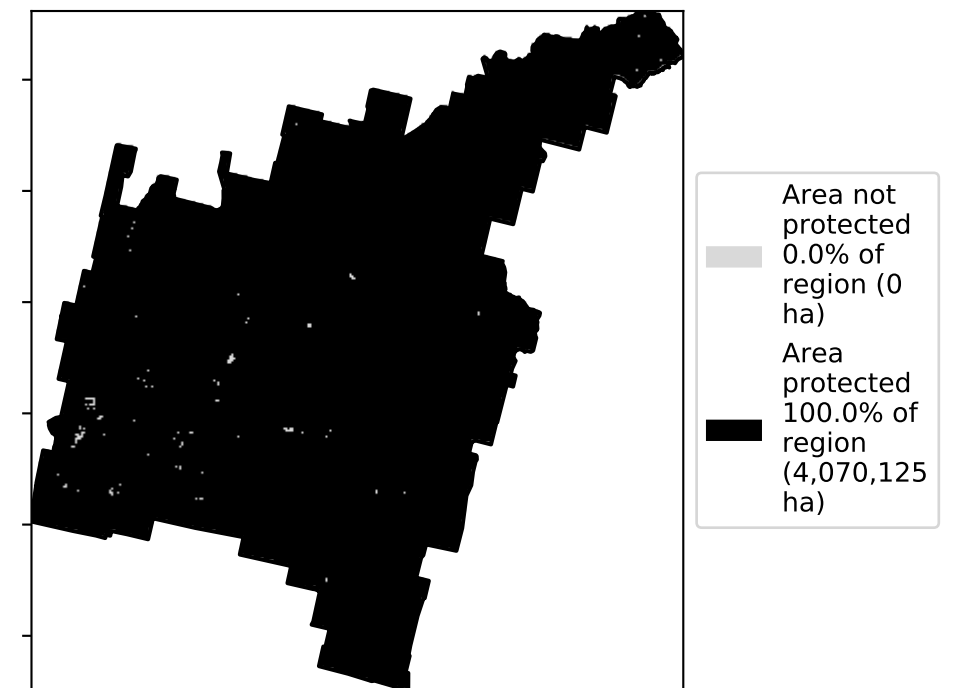 Area not
protected
0.0% of
region (0
ha)
Area
protected
100.0% of
region
(4,070,125
ha)